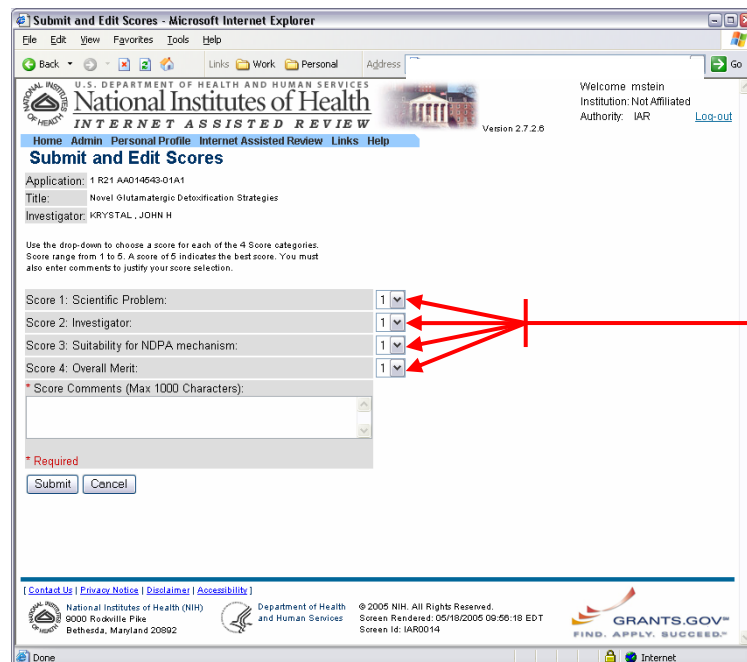 Submit and Edit Scores - Microsoft Internet Explorer
File Edit View Favorites Tools Help
Back Links Work Personal Address Go
U.S. DEPARTMENT OF HEALTH AND HUMAN SERVICES
National Institutes of Health
INTERNET ASSISTED REVIEW
Version 2.7.2.6
Welcome mstein
Institution: Not Affiliated
Authority: IAR Log-out
Home Admin Personal Profile Internet Assisted Review Links Help
Submit and Edit Scores
Application: 1 R21 AA014543-01A1
Title: Novel Glutamatergic Detoxification Strategies
Investigator: KRYSTAL , JOHN H
Use the drop-down to choose a score for each of the 4 Score categories.
Score range from 1 to 5. A score of 5 indicates the best score. You must
also enter comments to justify your score selection.
Score 1: Scientific Problem: 1
Score 2: Investigator: 1
Score 3: Suitability for NDPA mechanism: 1
Score 4: Overall Merit: 1
* Score Comments (Max 1000 Characters):
* Required
Submit Cancel
[ Contact Us | Privacy Notice | Disclaimer | Accessibility ]
National Institutes of Health (NIH)
9000 Rockville Pike
Bethesda, Maryland 20892
Department of Health
and Human Services
© 2005 NIH. All Rights Reserved.
Screen Rendered: 05/18/2005 09:56:18 EDT
Screen Id: IAR0014
GRANTS.GOV℠
FIND. APPLY. SUCCEED.℠
Done Internet